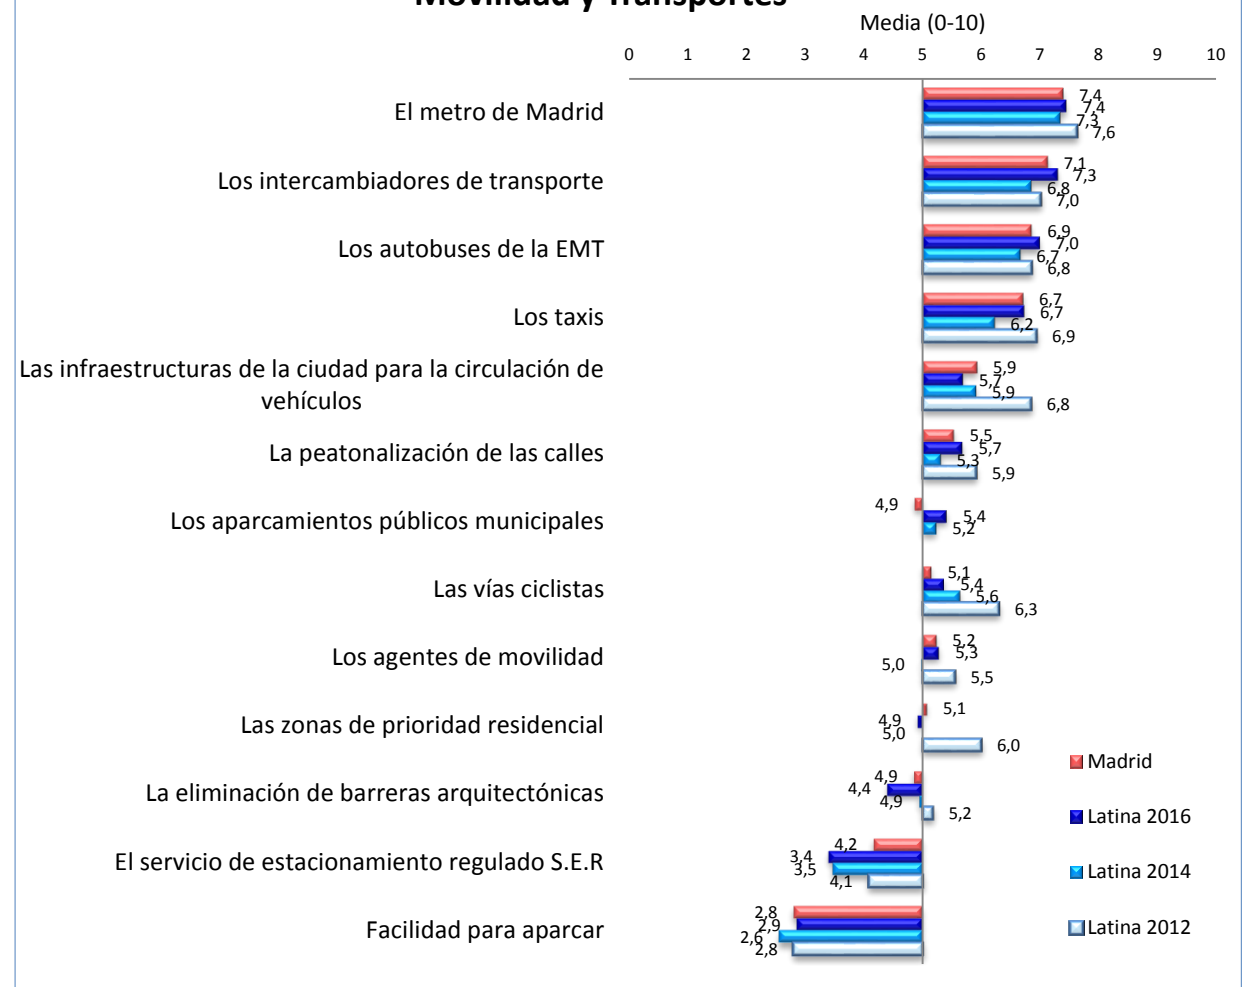 Movilidad y Transportes
Media (0-10)
0 1 2 3 4 5 6 7 8 9 10
El metro de Madrid
7,4
7,4
7,3
7,6
Los intercambiadores de transporte
7,1
7,3
6,8
7,0
Los autobuses de la EMT
6,9
7,0
6,7
6,8
Los taxis
6,7
6,7
6,2
6,9
Las infraestructuras de la ciudad para la circulación de
vehículos
5,9
5,7
5,9
6,8
La peatonalización de las calles
5,5
5,7
5,3
5,9
Los aparcamientos públicos municipales
4,9
5,4
5,2
Las vías ciclistas
5,1
5,4
5,6
6,3
Los agentes de movilidad
5,2
5,3
5,0
5,5
Las zonas de prioridad residencial
5,1
4,9
5,0
6,0
La eliminación de barreras arquitectónicas
4,9
4,4
4,9
5,2
El servicio de estacionamiento regulado S.E.R
4,2
3,4
3,5
4,1
Facilidad para aparcar
2,8
2,9
2,6
2,8
Madrid
Latina 2016
Latina 2014
Latina 2012